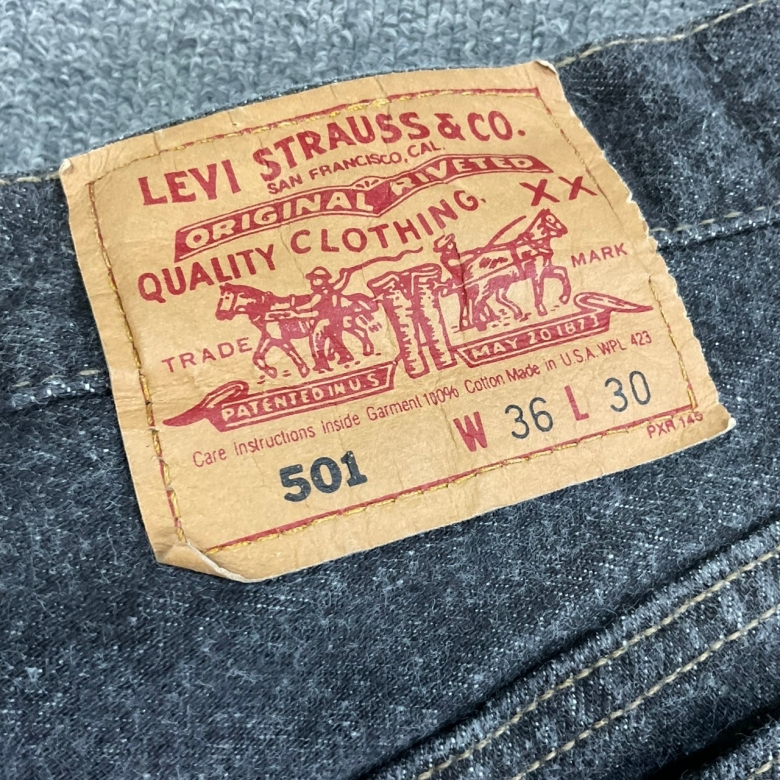 LEVI STRAUSS & CO.
SAN FRANCISCO, CAL.
ORIGINAL RIVETED
QUALITY CLOTHING. XX
TRADE MARK
PATENTED IN U.S. MAY 20 1873
Care Instructions Inside Garment 100% Cotton Made in U.S.A. WPL 423
501 W 36 L 30
PXR 145